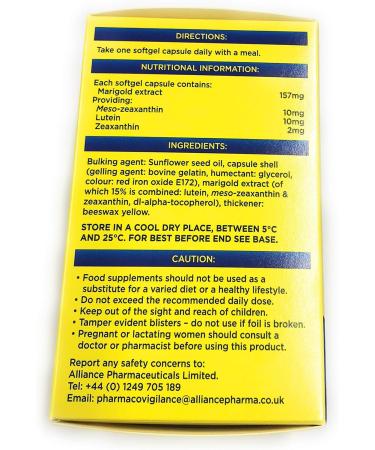 DIRECTIONS:
Take one softgel capsule daily with a meal.
NUTRITIONAL INFORMATION:
Each softgel capsule contains:
Marigold extract 157mg
Providing:
Meso-zeaxanthin 10mg
Lutein 10mg
Zeaxanthin 2mg
INGREDIENTS:
Bulking agent: Sunflower seed oil, capsule shell
(gelling agent: bovine gelatin, humectant: glycerol,
colour: red iron oxide E172), marigold extract (of
which 15% is combined: lutein, meso-zeaxanthin &
zeaxanthin, dl-alpha-tocopherol), thickener:
beeswax yellow.
STORE IN A COOL DRY PLACE, BETWEEN 5°C
AND 25°C. FOR BEST BEFORE END SEE BASE.
CAUTION:
• Food supplements should not be used as a
substitute for a varied diet or a healthy lifestyle.
• Do not exceed the recommended daily dose.
• Keep out of the sight and reach of children.
• Tamper evident blisters – do not use if foil is broken.
• Pregnant or lactating women should consult a
doctor or pharmacist before using this product.
Report any safety concerns to:
Alliance Pharmaceuticals Limited.
Tel: +44 (0) 1249 705 189
Email: pharmacovigilance@alliancepharma.co.uk